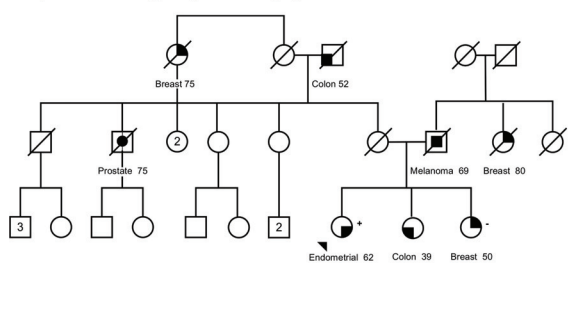 Breast 75
Colon 52
2
Prostate 75
Melanoma 69
Breast 80
3
2
+
-
Endometrial 62
Colon 39
Breast 50